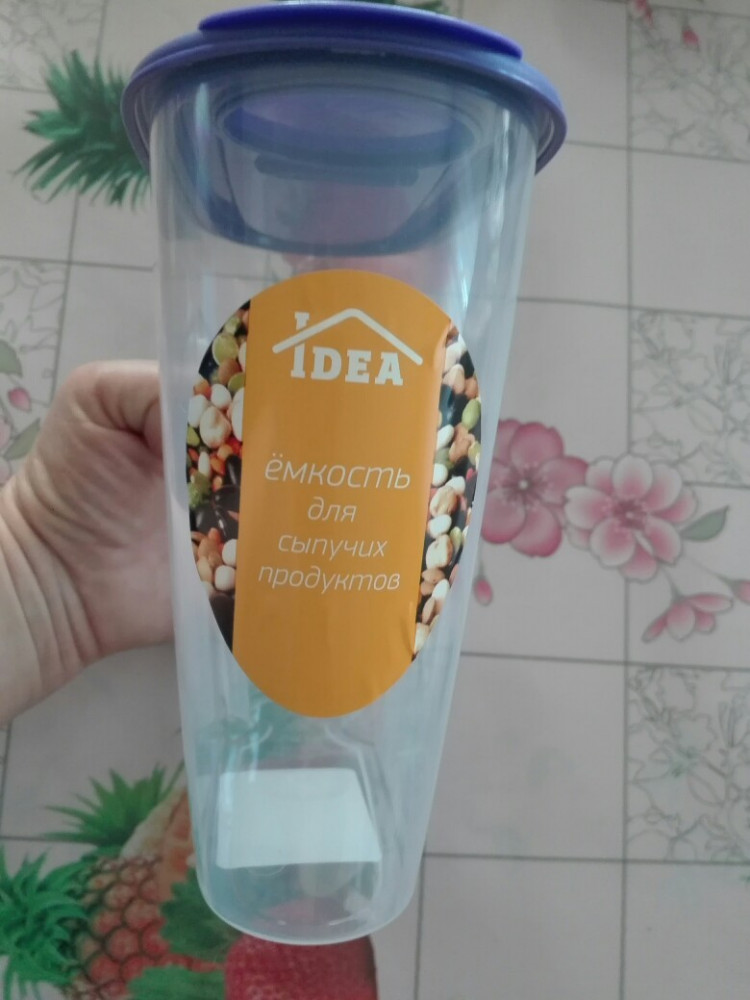 IDEA
ёмкость
для
сыпучих
продуктов